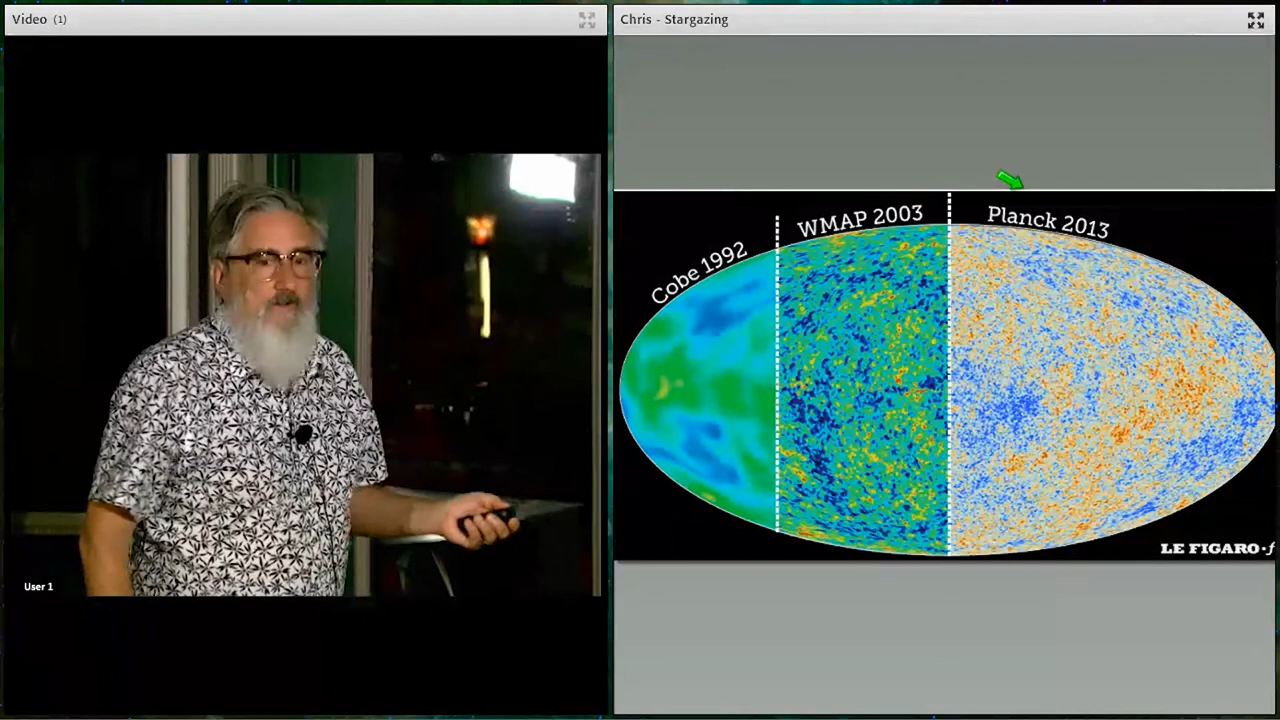 Video (1)
Chris - Stargazing
Cobe 1992
WMAP 2003
Planck 2013
LE FIGARO·f
User 1